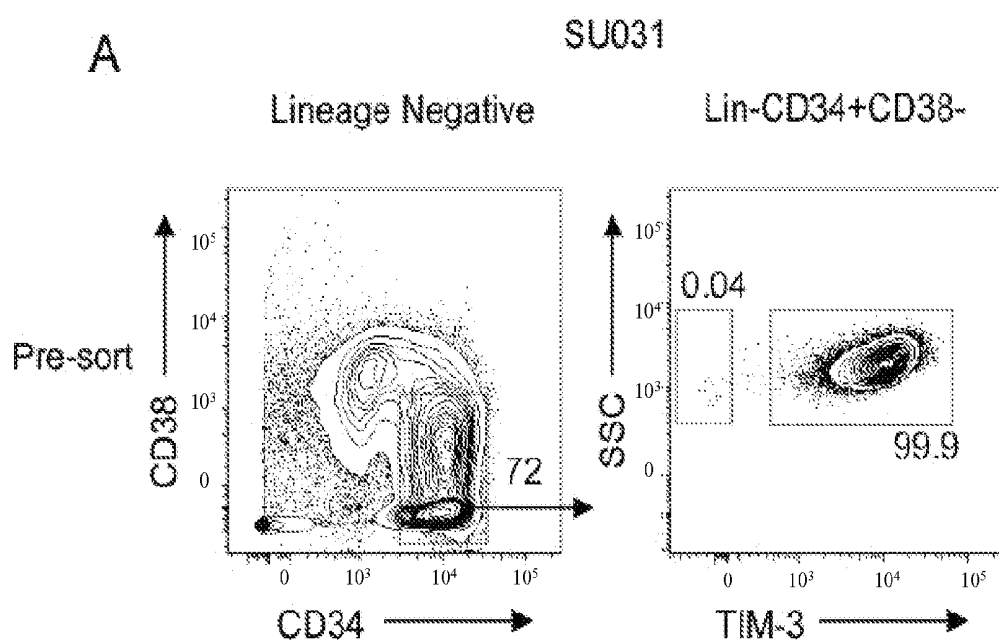 A
SU031
Lineage Negative
Lin-CD34+CD38-
Pre-sort
CD38
10⁵
10⁴
10³
0
72
0 10³ 10⁴ 10⁵
CD34
SSC
10⁵
10⁴
10³
0
0.04
99.9
0 10³ 10⁴ 10⁵
TIM-3